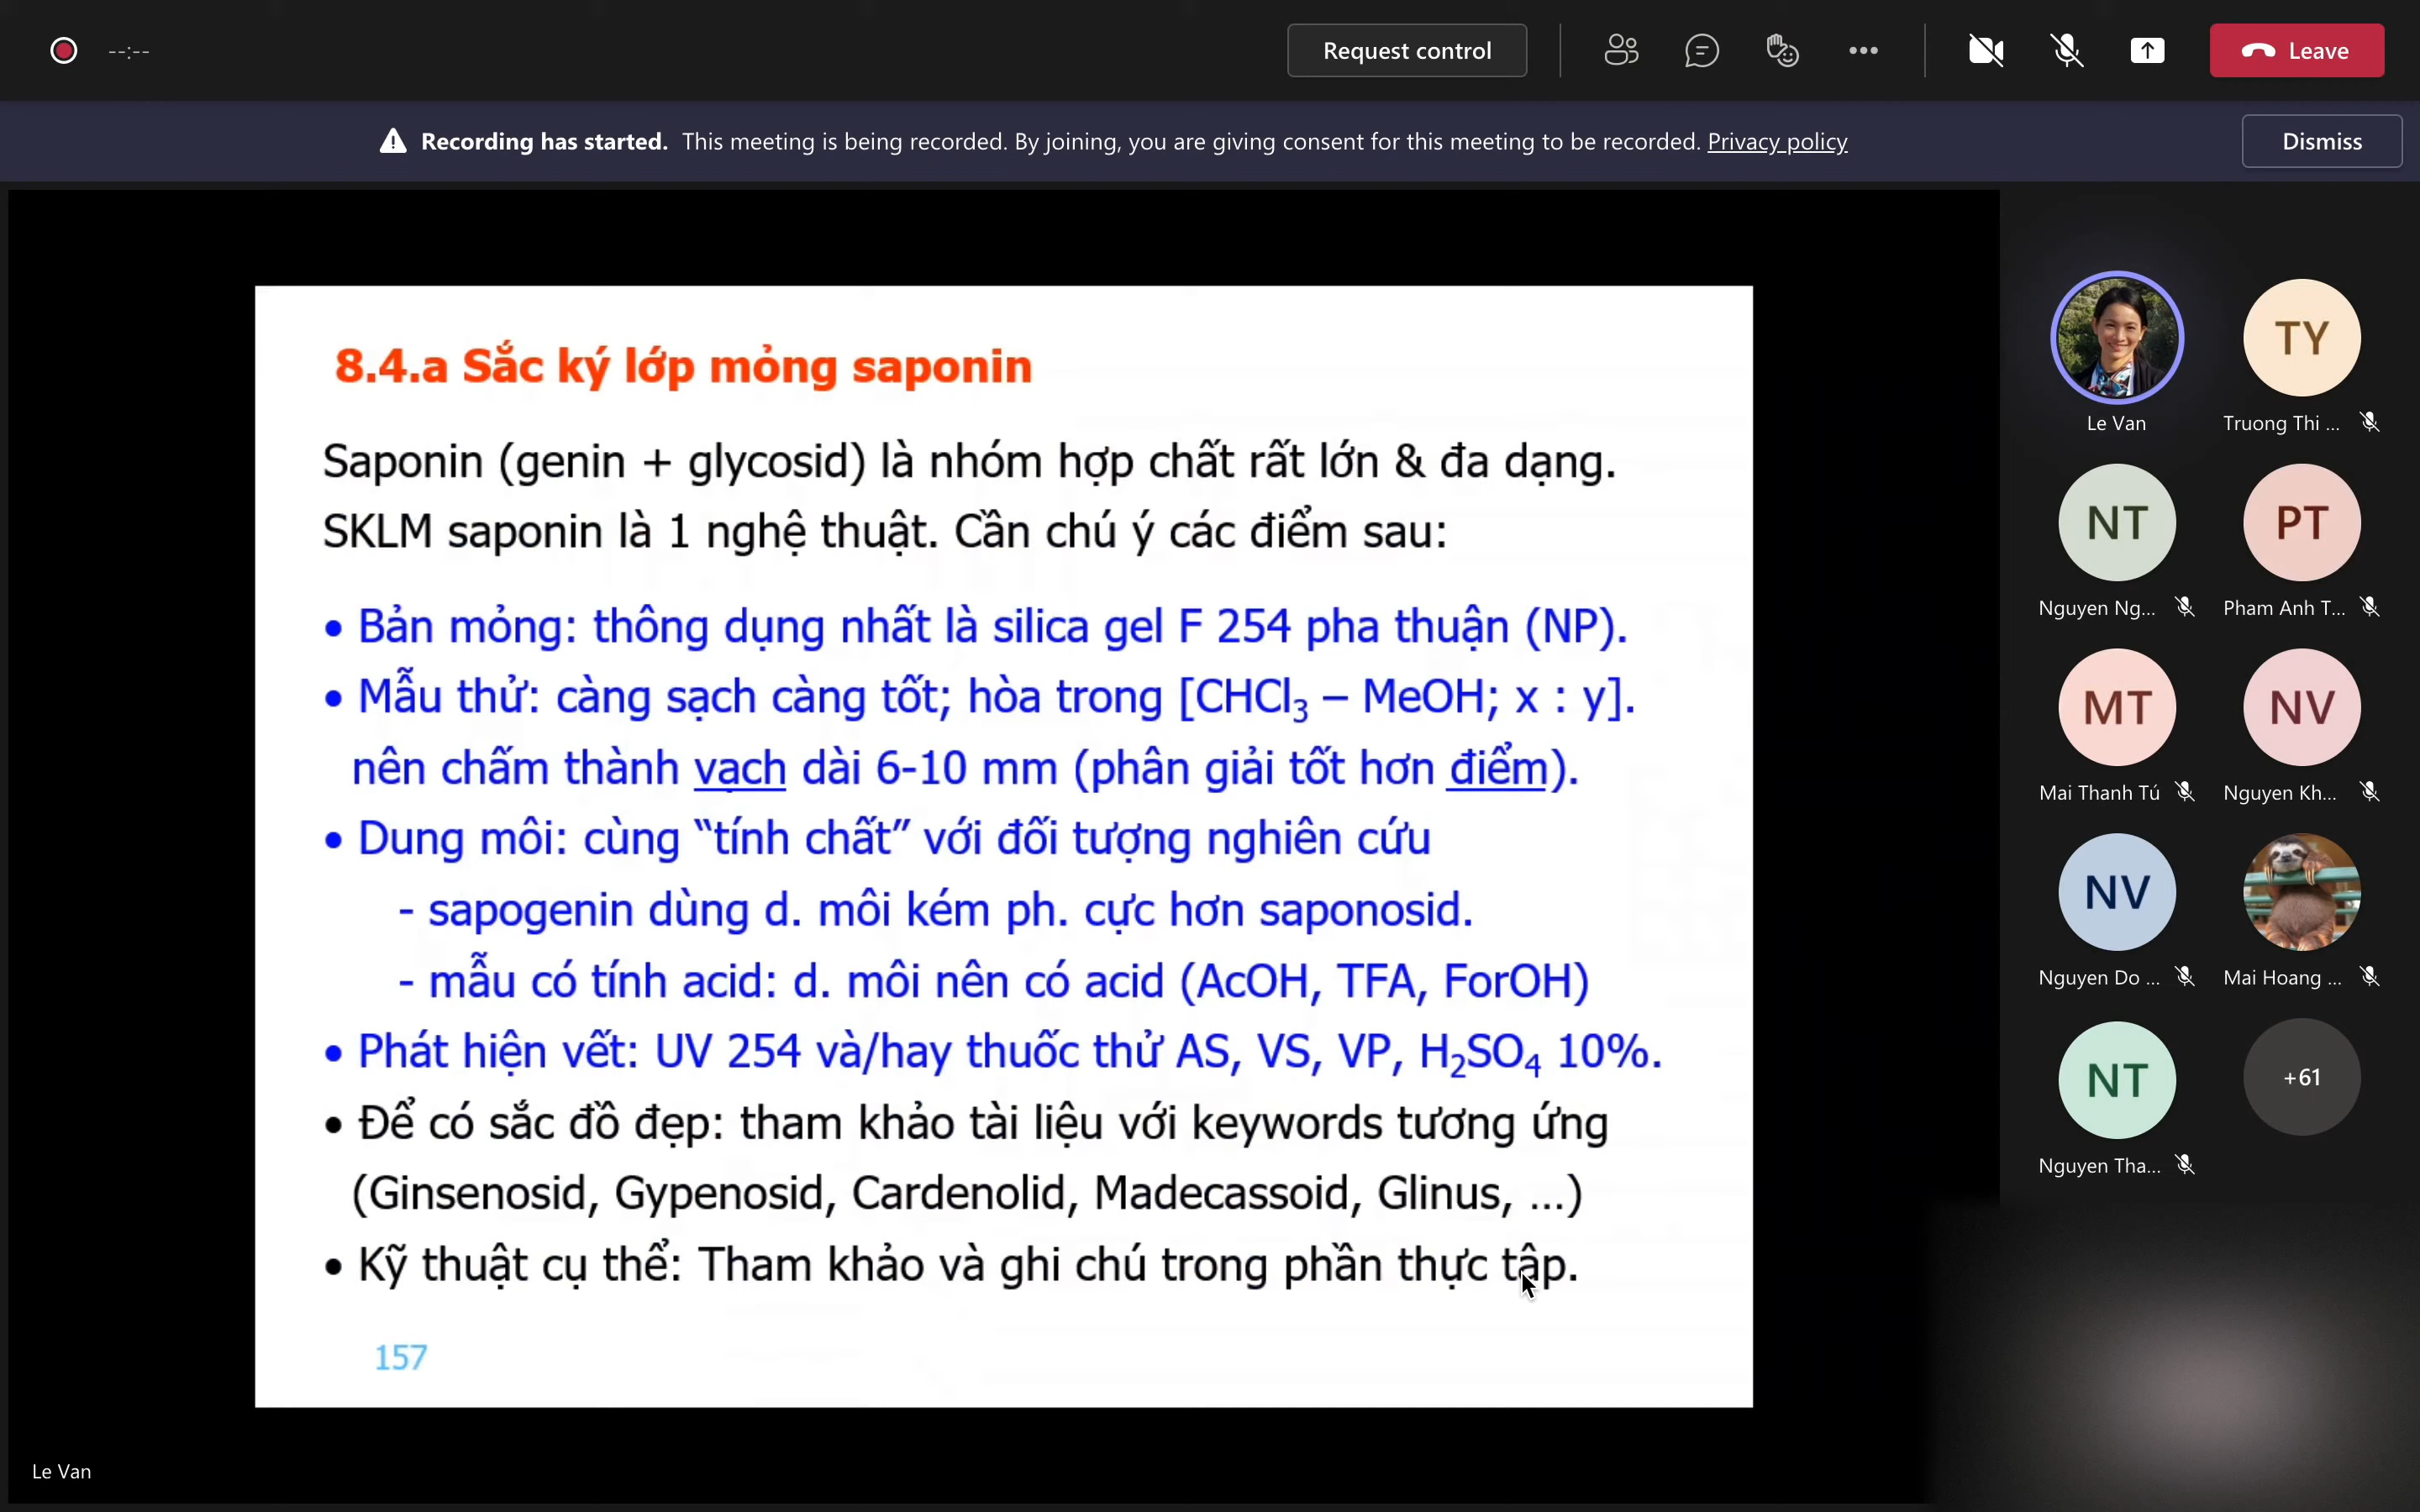 --:--
Request control
Leave
Recording has started. This meeting is being recorded. By joining, you are giving consent for this meeting to be recorded. Privacy policy
Dismiss
8.4.a Sắc ký lớp mỏng saponin
Saponin (genin + glycosid) là nhóm hợp chất rất lớn & đa dạng.
SKLM saponin là 1 nghệ thuật. Cần chú ý các điểm sau:
• Bản mỏng: thông dụng nhất là silica gel F 254 pha thuận (NP).
• Mẫu thử: càng sạch càng tốt; hòa trong [CHCl₃ – MeOH; x : y].
nên chấm thành vạch dài 6-10 mm (phân giải tốt hơn điểm).
• Dung môi: cùng “tính chất” với đối tượng nghiên cứu
- sapogenin dùng d. môi kém ph. cực hơn saponosid.
- mẫu có tính acid: d. môi nên có acid (AcOH, TFA, ForOH)
• Phát hiện vết: UV 254 và/hay thuốc thử AS, VS, VP, H₂SO₄ 10%.
• Để có sắc đồ đẹp: tham khảo tài liệu với keywords tương ứng
(Ginsenosid, Gypenosid, Cardenolid, Madecassoid, Glinus, ...)
• Kỹ thuật cụ thể: Tham khảo và ghi chú trong phần thực tập.
157
Le Van
TY
Le Van
Truong Thi ...
NT
PT
Nguyen Ng...
Pham Anh T...
MT
NV
Mai Thanh Tú
Nguyen Kh...
NV
Nguyen Do ...
Mai Hoang ...
NT
+61
Nguyen Tha...